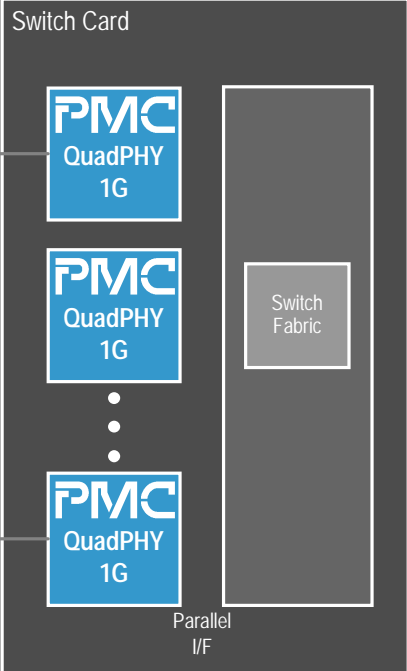 Switch Card
PMC
QuadPHY
1G
PMC
QuadPHY
1G
Switch
Fabric
PMC
QuadPHY
1G
Parallel
I/F